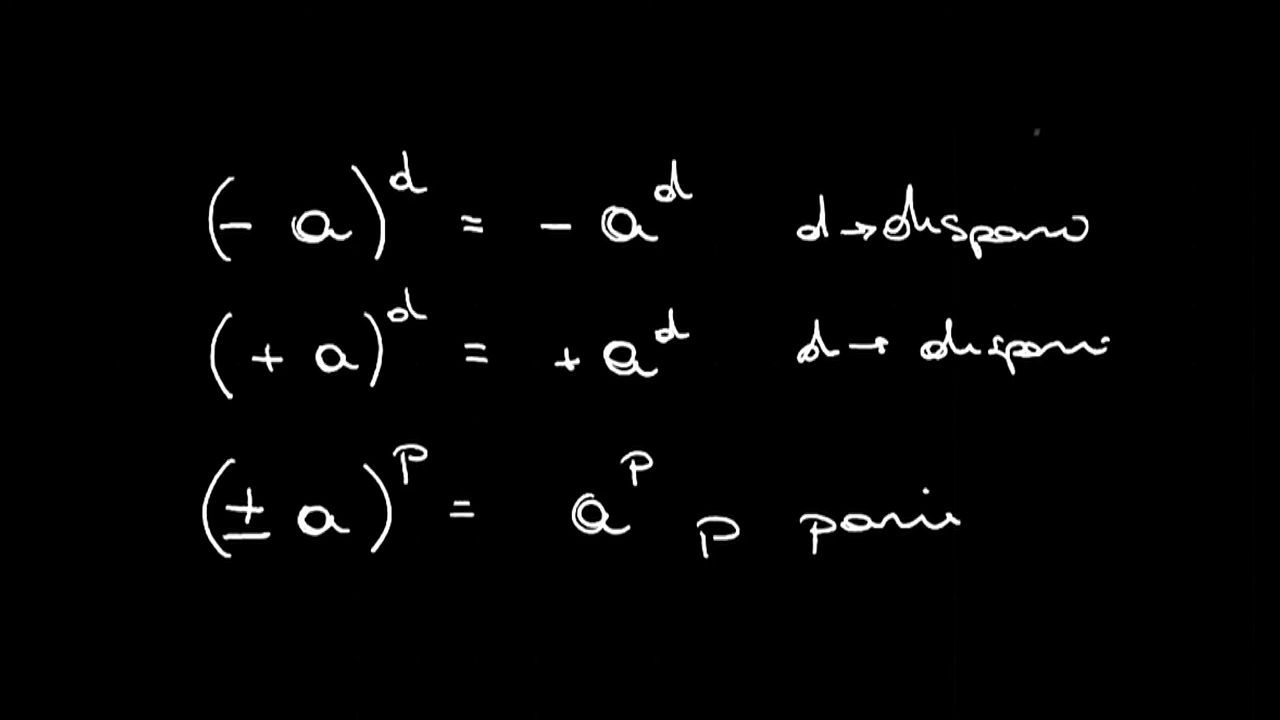 (- a)^d = - a^d d → dispari
(+ a)^d = + a^d d → dispari
(± a)^p = a^p p pari